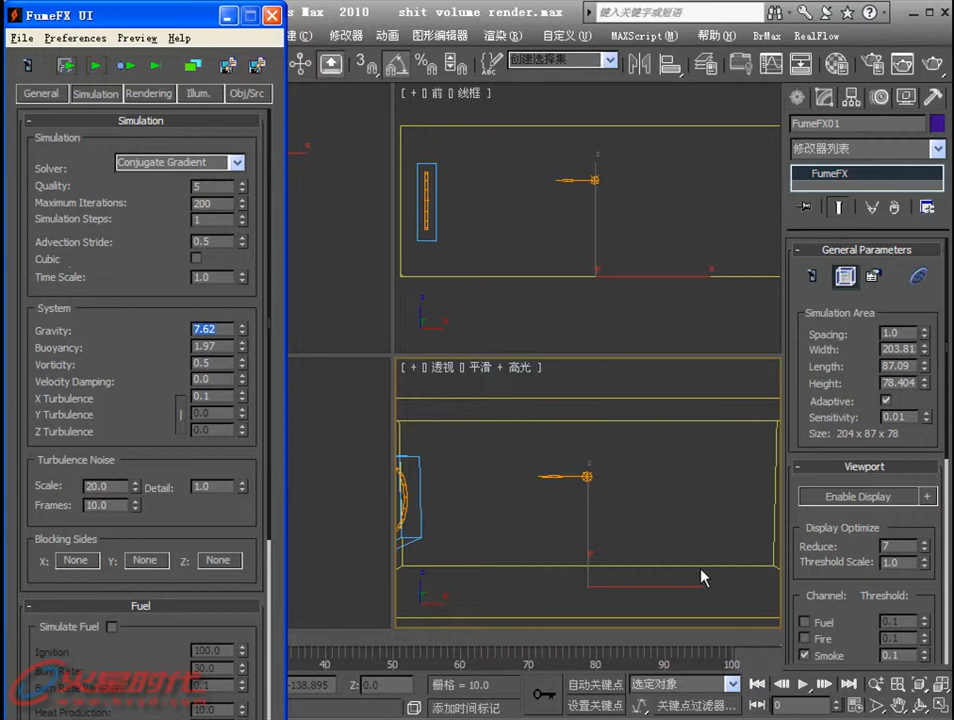 FumeFX UI
s Max 2010 shit volume render.max
键入关键字或短语
File Preferences Preview Help
修改器 动画 图形编辑器 渲染(R) 自定义(U) MAXScript(M) 帮助(H) BrMax RealFlow
创建选择集
General Simulation Rendering Illum. Obj/Src
- Simulation
Simulation
Solver: Conjugate Gradient
Quality: 5
Maximum Iterations: 200
Simulation Steps: 1
Advection Stride: 0.5
Cubic
Time Scale: 1.0
System
Gravity: 7.62
Buoyancy: 1.97
Vorticity: 0.5
Velocity Damping: 0.0
X Turbulence 0.1
Y Turbulence 0.0
Z Turbulence 0.0
Turbulence Noise
Scale: 20.0 Detail: 1.0
Frames: 10.0
Blocking Sides
X: None Y: None Z: None
- Fuel
Simulate Fuel
Ignition 100.0
Burn Rate: 30.0
Burn Rate 0.1
Heat Production: 10.0
火星时代
[ + 前 线框 ]
z
x
[ + 透视 平滑 + 高光 ]
FumeFX01
修改器列表
FumeFX
- General Parameters
Simulation Area
Spacing: 1.0
Width: 203.81
Length: 87.09
Height: 78.404
Adaptive:
Sensitivity: 0.01
Size: 204 x 87 x 78
- Viewport
Enable Display +
Display Optimize
Reduce: 7
Threshold Scale: 1.0
Channel: Threshold:
Fuel 0.1
Fire 0.1
Smoke 0.1
40 50 60 70 80 90 100
-138.895 Z: 0.0 栅格 = 10.0
添加时间标记
自动关键点 选定对象
设置关键点 关键点过滤器...
0